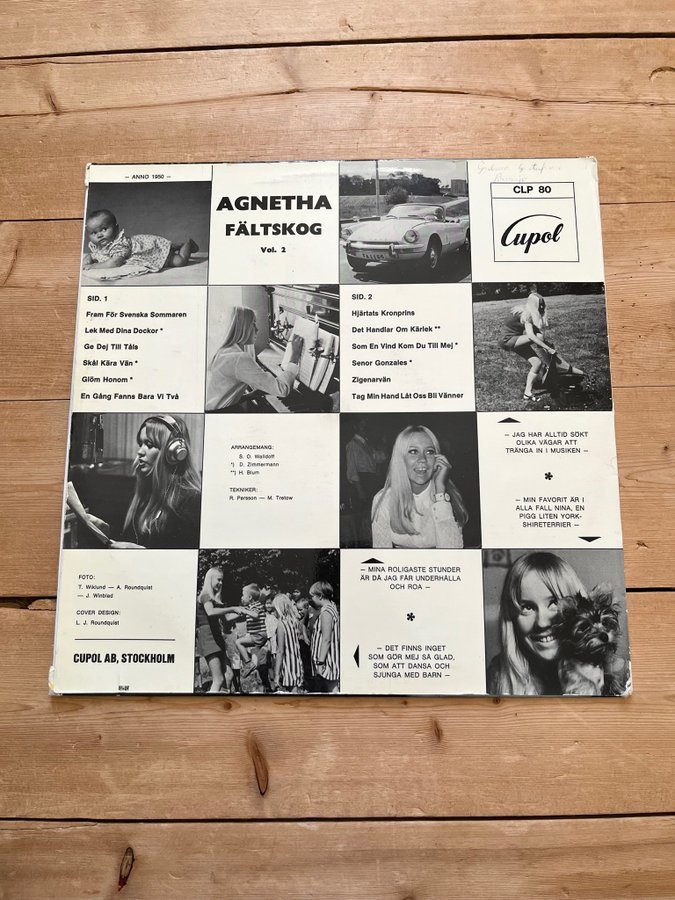 — ANNO 1950 —
AGNETHA
FÄLTSKOG
Vol. 2
CLP 80
Cupol
SID. 1
Fram För Svenska Sommaren
Lek Med Dina Dockor *
Ge Dej Till Tåls
Skål Kära Vän *
Glöm Honom *
En Gång Fanns Bara Vi Två
SID. 2
Hjärtats Kronprins
Det Handlar Om Kärlek **
Som En Vind Kom Du Till Mej *
Senor Gonzales *
Zigenarvän
Tag Min Hand Låt Oss Bli Vänner
ARRANGEMANG:
S. O. Walldoff
*) D. Zimmermann
**) H. Blum
TEKNIKER:
R. Persson — M. Tretow
— JAG HAR ALLTID SÖKT
OLIKA VÄGAR ATT
TRÄNGA IN I MUSIKEN —
*
— MIN FAVORIT ÄR I
ALLA FALL NINA, EN
PIGG LITEN YORK-
SHIRETERRIER —
FOTO:
T. Wiklund — A. Roundquist
— J. Winblad
COVER DESIGN:
L. J. Roundquist
CUPOL AB, STOCKHOLM
— MINA ROLIGASTE STUNDER
ÄR DÅ JAG FÅR UNDERHÅLLA
OCH ROA —
*
— DET FINNS INGET
SOM GÖR MEJ SÅ GLAD,
SOM ATT DANSA OCH
SJUNGA MED BARN —